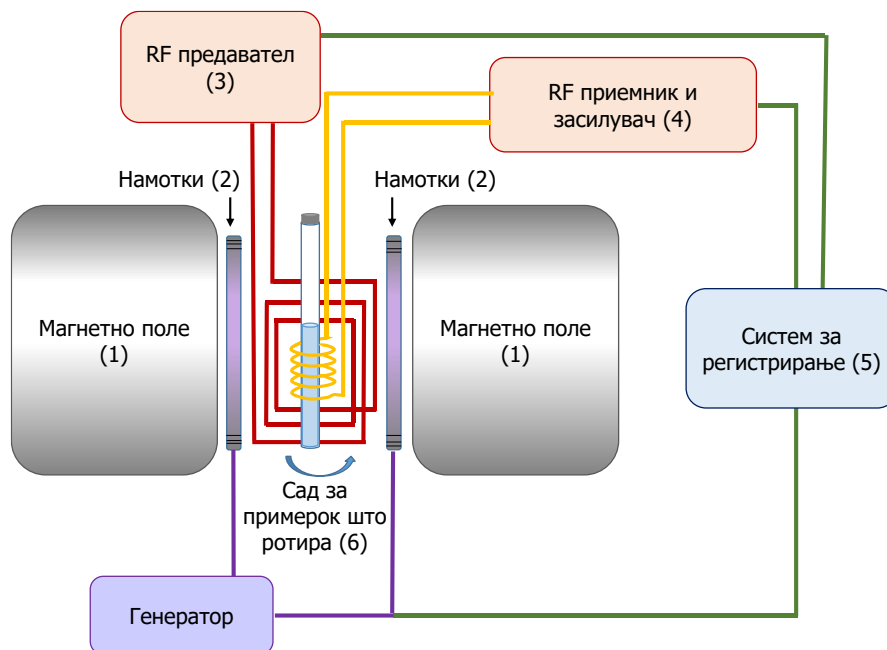 RF предавател
(3)
RF приемник и
засилувач (4)
Намотки (2)
Намотки (2)
Магнетно поле
(1)
Магнетно поле
(1)
Систем за
регистрирање (5)
Сад за
примерок што
ротира (6)
Генератор